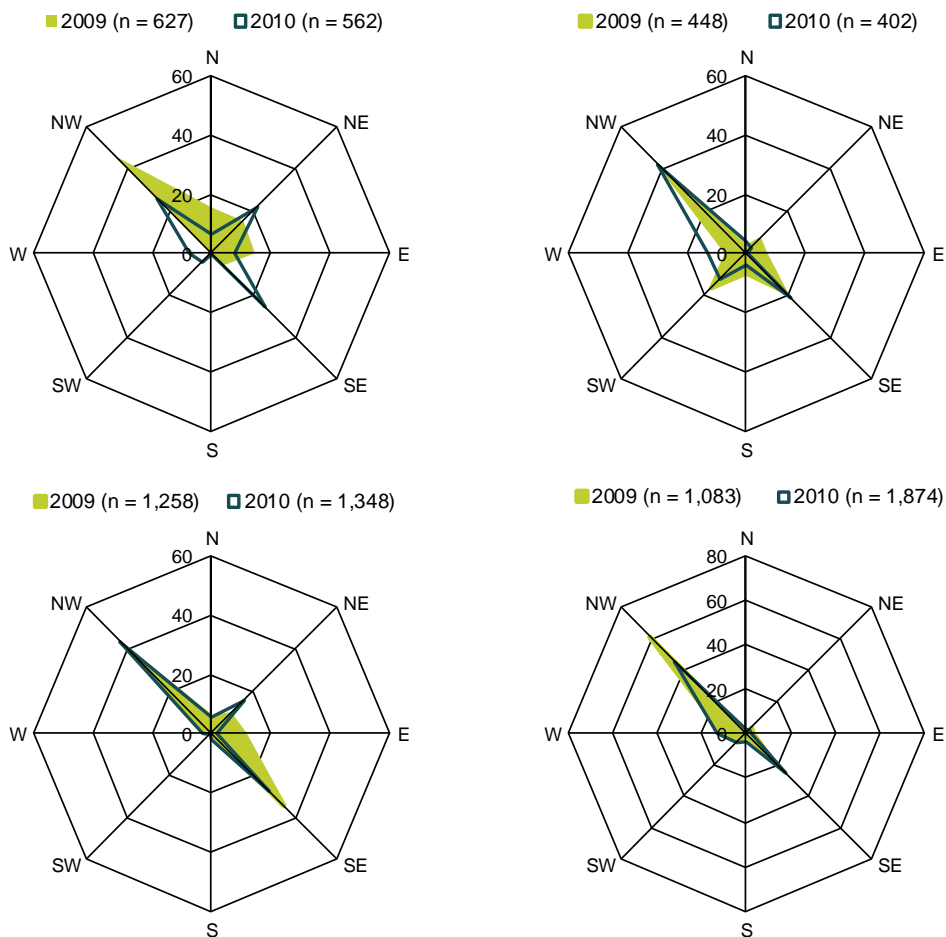 2009 (n = 627) 2010 (n = 562)
N
60
NW NE
40
20
W 0 E
SW SE
S
2009 (n = 448) 2010 (n = 402)
N
60
NW NE
40
20
W 0 E
SW SE
S
2009 (n = 1,258) 2010 (n = 1,348)
N
60
NW NE
40
20
W 0 E
SW SE
S
2009 (n = 1,083) 2010 (n = 1,874)
N
80
60
NW NE
40
20
W 0 E
SW SE
S